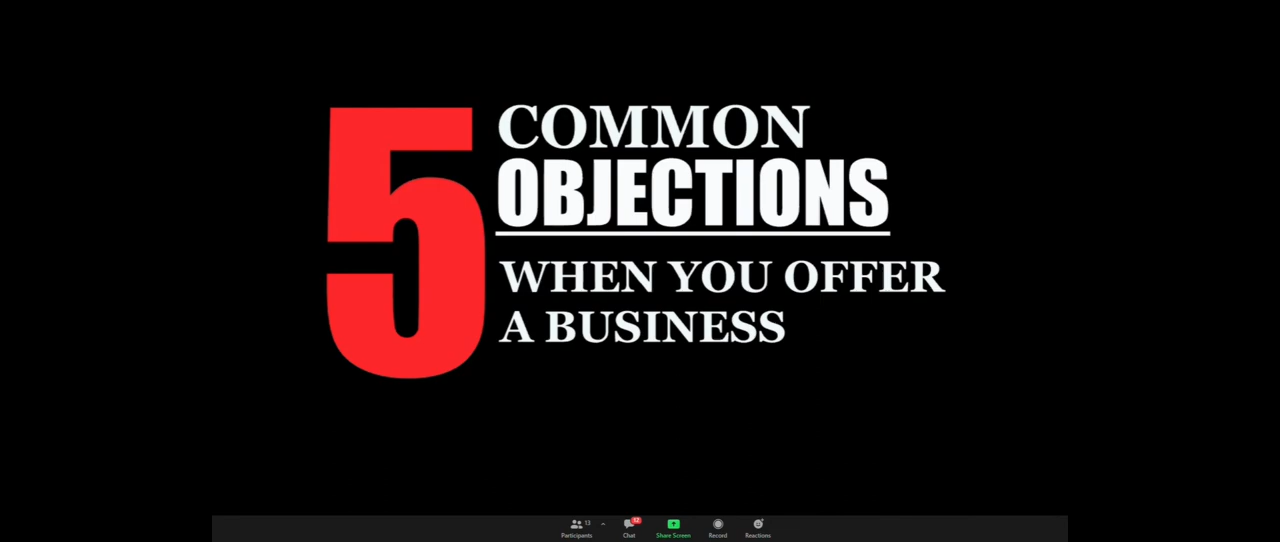 5
COMMON
OBJECTIONS
WHEN YOU OFFER
A BUSINESS
13
12
Participants
Chat
Share Screen
Record
Reactions